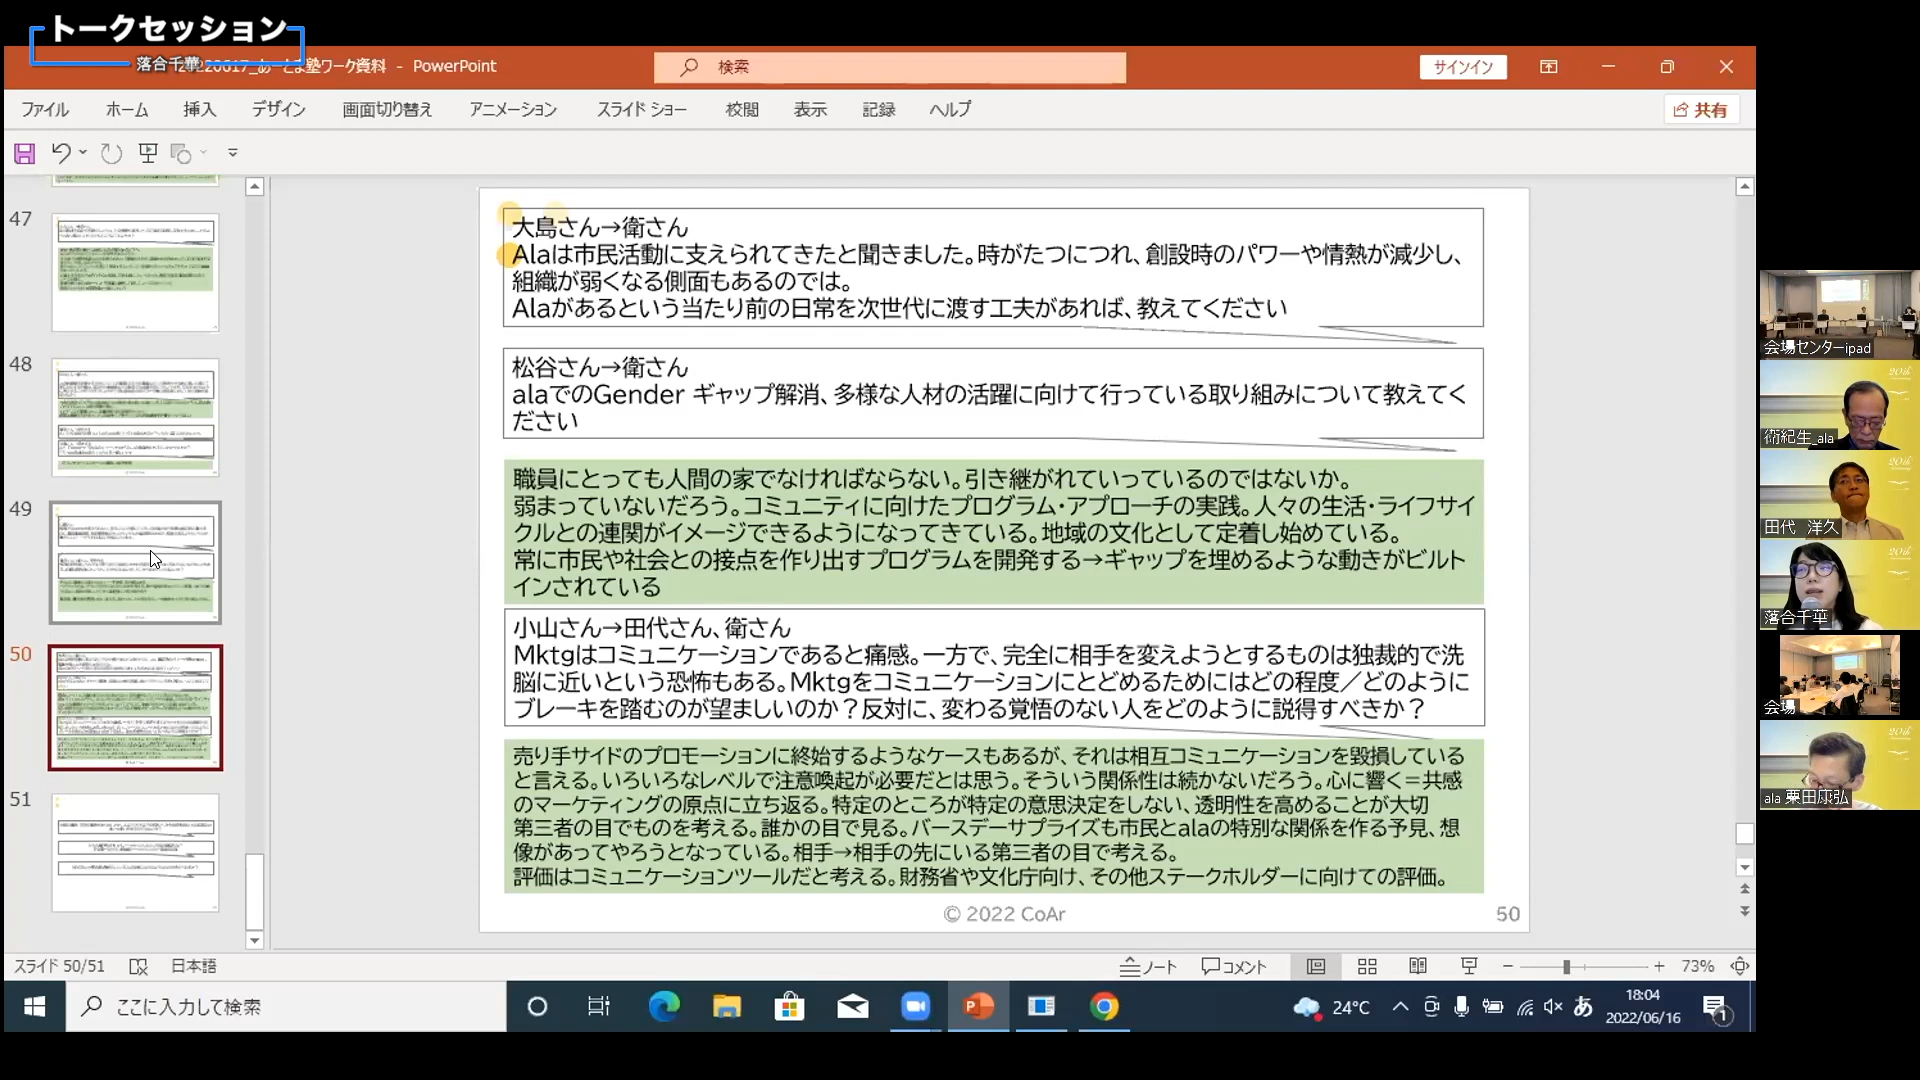 トークセッション
落合千華
20220617_あーとま塾ワーク資料 - PowerPoint
検索
サインイン
ファイル ホーム 挿入 デザイン 画面切り替え アニメーション スライド ショー 校閲 表示 記録 ヘルプ
共有
47
48
49
50
51
大島さん→衛さん
Alaは市民活動に支えられてきたと聞きました。時がたつにつれ、創設時のパワーや情熱が減少し、
組織が弱くなる側面もあるのでは。
Alaがあるという当たり前の日常を次世代に渡す工夫があれば、教えてください
松谷さん→衛さん
alaでのGender ギャップ解消、多様な人材の活躍に向けて行っている取り組みについて教えてく
ださい
職員にとっても人間の家でなければならない。引き継がれていっているのではないか。
弱まっていないだろう。コミュニティに向けたプログラム・アプローチの実践。人々の生活・ライフサイ
クルとの連関がイメージできるようになってきている。地域の文化として定着し始めている。
常に市民や社会との接点を作り出すプログラムを開発する→ギャップを埋めるような動きがビルト
インされている
小山さん→田代さん、衛さん
Mktgはコミュニケーションであると痛感。一方で、完全に相手を変えようとするものは独裁的で洗
脳に近いという恐怖もある。Mktgをコミュニケーションにとどめるためにはどの程度／どのように
ブレーキを踏むのが望ましいのか？反対に、変わる覚悟のない人をどのように説得すべきか？
売り手サイドのプロモーションに終始するようなケースもあるが、それは相互コミュニケーションを毀損している
と言える。いろいろなレベルで注意喚起が必要だとは思う。そういう関係性は続かないだろう。心に響く＝共感
のマーケティングの原点に立ち返る。特定のところが特定の意思決定をしない、透明性を高めることが大切
第三者の目でものを考える。誰かの目で見る。バースデーサプライズも市民とalaの特別な関係を作る予見、想
像があってやろうとなっている。相手→相手の先にいる第三者の目で考える。
評価はコミュニケーションツールだと考える。財務省や文化庁向け、その他ステークホルダーに向けての評価。
© 2022 CoAr
50
会場センターipad
衛紀生_ala
田代 洋久
落合千華
会場
ala 栗田康弘
20th
20th
20th
スライド 50/51 日本語
ノート コメント 73%
ここに入力して検索
24°C
あ
18:04
2022/06/16
1